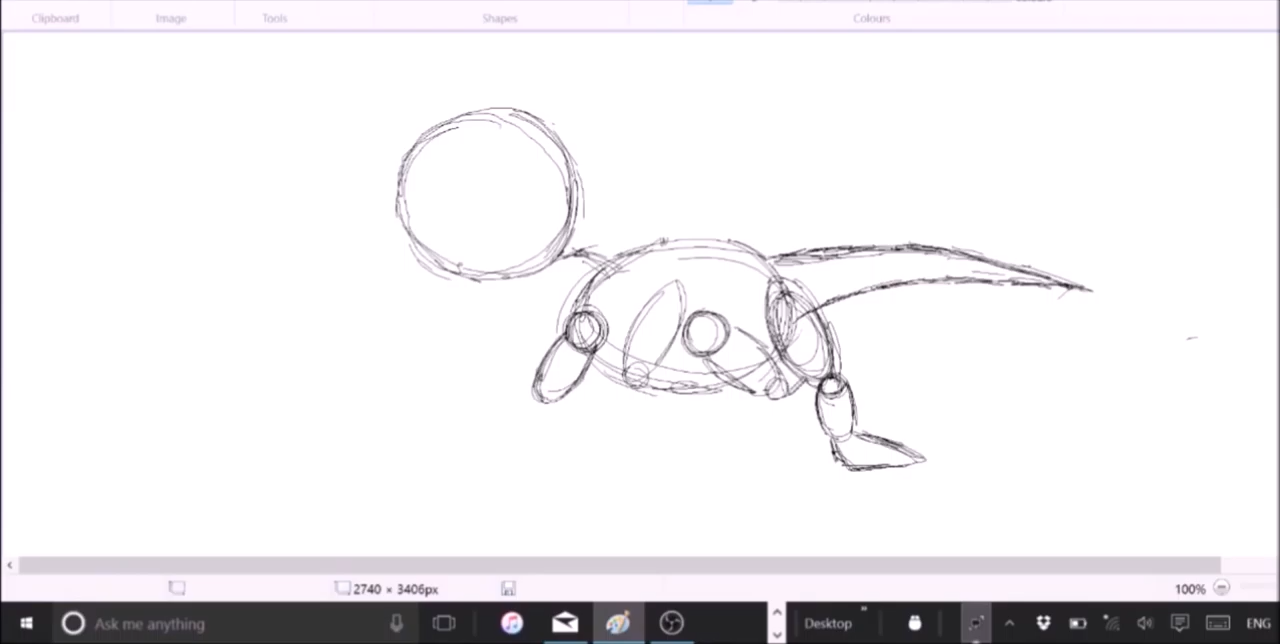 Clipboard Image Tools Shapes Colours
2740 × 3406px 100%
Ask me anything Desktop ENG